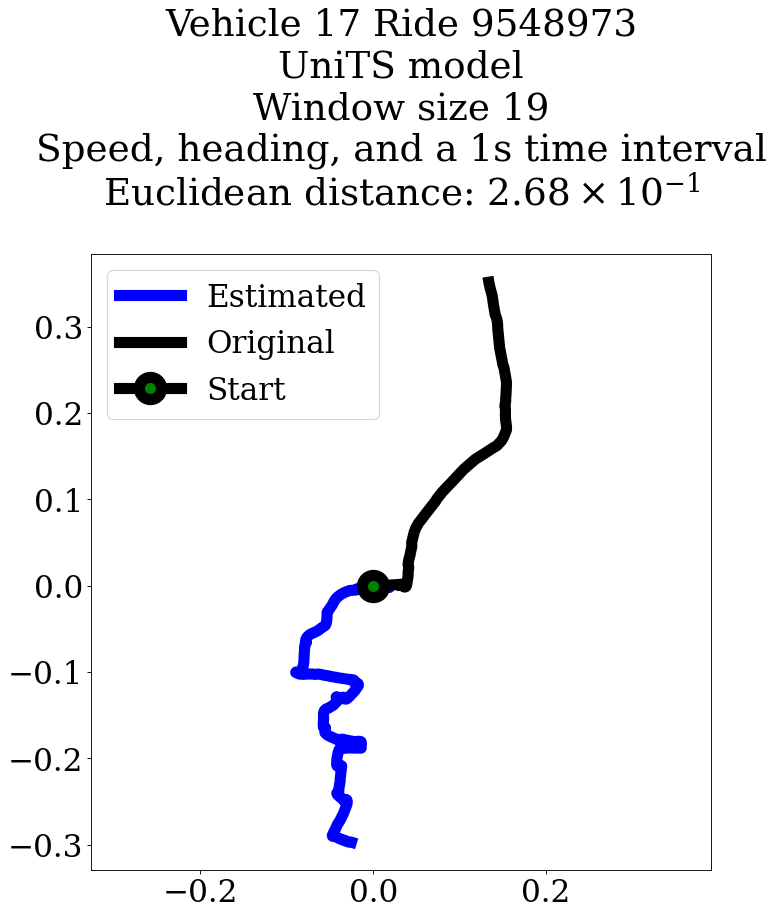 Vehicle 17 Ride 9548973
UniTS model
Window size 19
Speed, heading, and a 1s time interval
Euclidean distance: 2.68 × 10⁻¹
Estimated
Original
Start
0.3
0.2
0.1
0.0
−0.1
−0.2
−0.3
−0.2 0.0 0.2